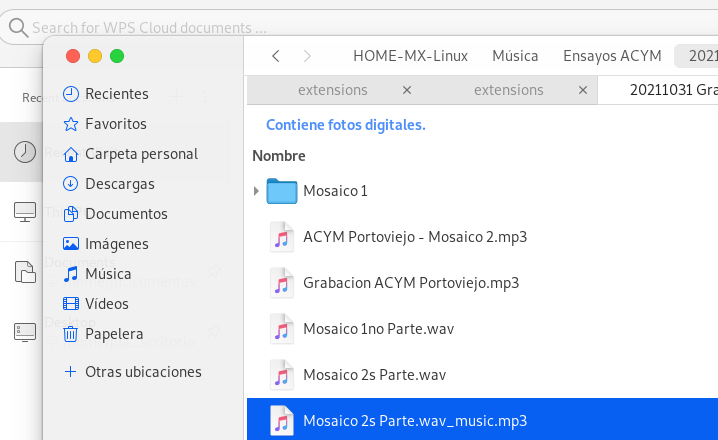 Search for WPS Cloud documents ...
HOME-MX-Linux Música Ensayos ACYM 2021
Recen
extensions × extensions × 20211031 Gra
Contiene fotos digitales.
Nombre
Recientes
Favoritos
Carpeta personal
Descargas
Documentos
Imágenes
Música
Vídeos
Papelera
+ Otras ubicaciones
Mosaico 1
ACYM Portoviejo - Mosaico 2.mp3
Grabacion ACYM Portoviejo.mp3
Mosaico 1no Parte.wav
Mosaico 2s Parte.wav
Mosaico 2s Parte.wav_music.mp3